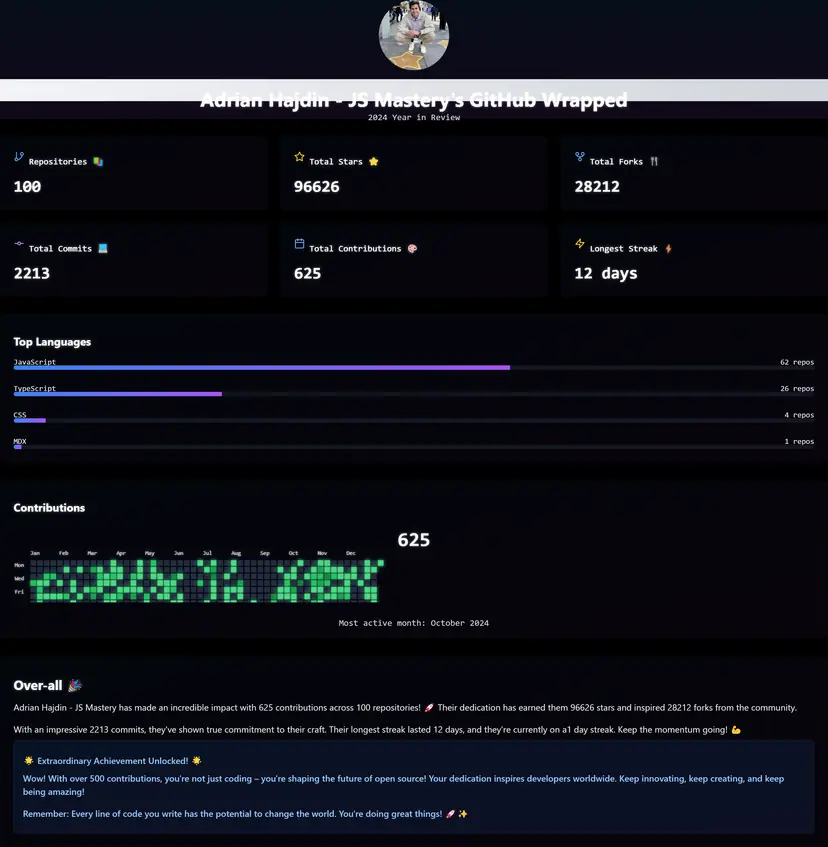 Adrian Hajdin - JS Mastery's GitHub Wrapped
2024 Year in Review
Repositories 📚
100
Total Stars ⭐
96626
Total Forks 🍴
28212
Total Commits 💻
2213
Total Contributions 🎨
625
Longest Streak ⚡
12 days
Top Languages
JavaScript 62 repos
TypeScript 26 repos
CSS 4 repos
MDX 1 repos
Contributions
625
Jan Feb Mar Apr May Jun Jul Aug Sep Oct Nov Dec
Mon
Wed
Fri
Most active month: October 2024
Over-all 🎉
Adrian Hajdin - JS Mastery has made an incredible impact with 625 contributions across 100 repositories! 🚀 Their dedication has earned them 96626 stars and inspired 28212 forks from the community.
With an impressive 2213 commits, they've shown true commitment to their craft. Their longest streak lasted 12 days, and they're currently on a1 day streak. Keep the momentum going! 💪
🌟 Extraordinary Achievement Unlocked! 🌟
Wow! With over 500 contributions, you're not just coding – you're shaping the future of open source! Your dedication inspires developers worldwide. Keep innovating, keep creating, and keep
being amazing!
Remember: Every line of code you write has the potential to change the world. You're doing great things! 🚀 ✨